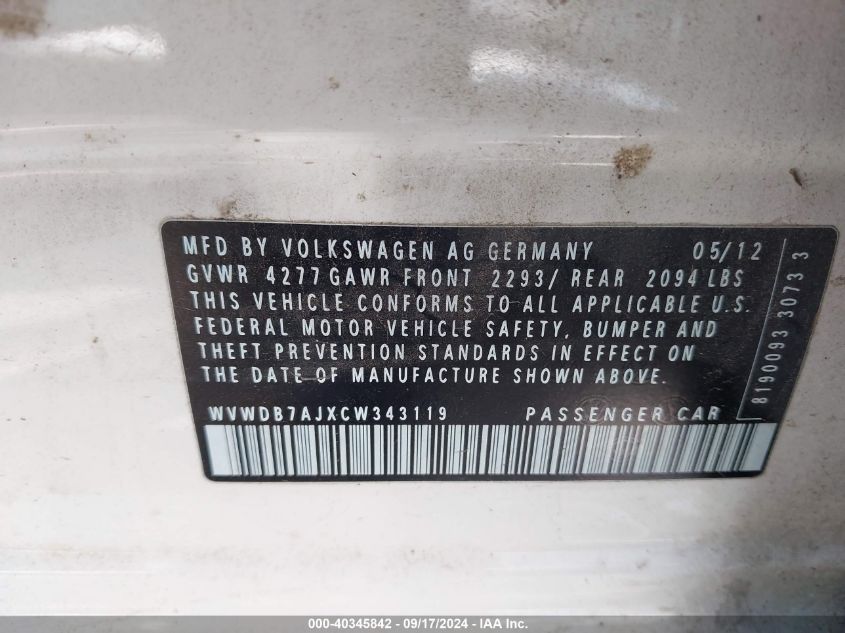 MFD BY VOLKSWAGEN AG GERMANY 05/12
GVWR 4277 GAWR FRONT 2293/ REAR 2094 LBS
THIS VEHICLE CONFORMS TO ALL APPLICABLE U.S.
FEDERAL MOTOR VEHICLE SAFETY, BUMPER AND
THEFT PREVENTION STANDARDS IN EFFECT ON
THE DATE OF MANUFACTURE SHOWN ABOVE.
WVWDB7AJXCW343119 PASSENGER CAR
8190093 3073 3
000-40345842 - 09/17/2024 - IAA Inc.